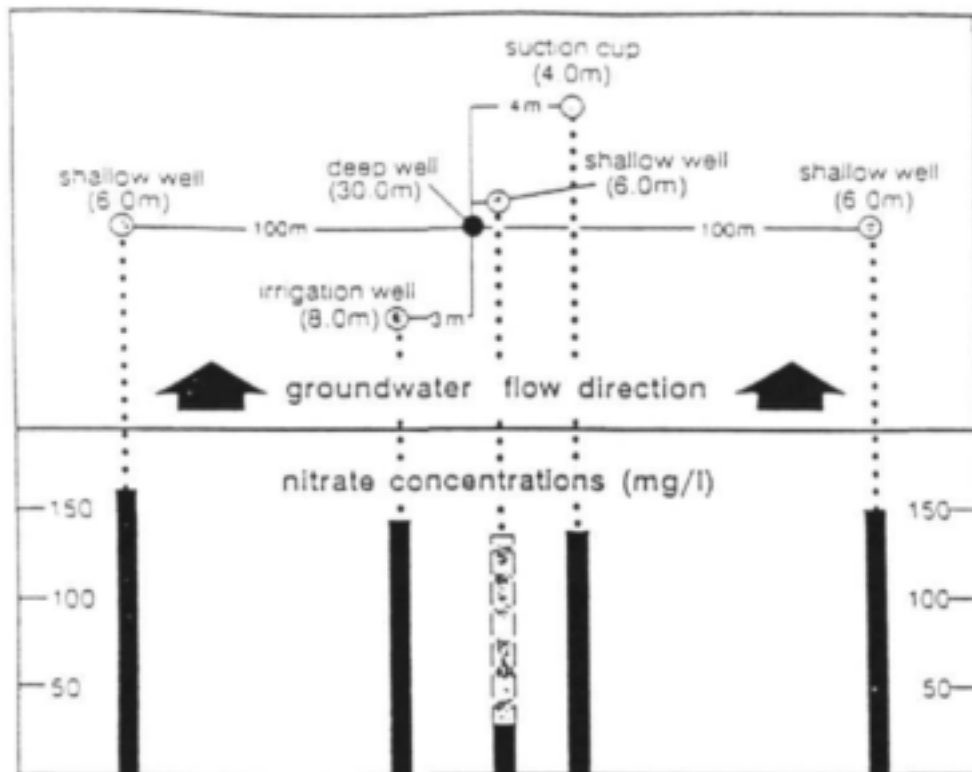 suction cup
(4.0m)
4m
shallow well
(6.0m)
deep well
(30.0m)
shallow well
(6.0m)
shallow well
(6.0m)
100m
100m
irrigation well
(8.0m)
3m
groundwater flow direction
nitrate concentrations (mg/l)
150
150
100
100
50
50